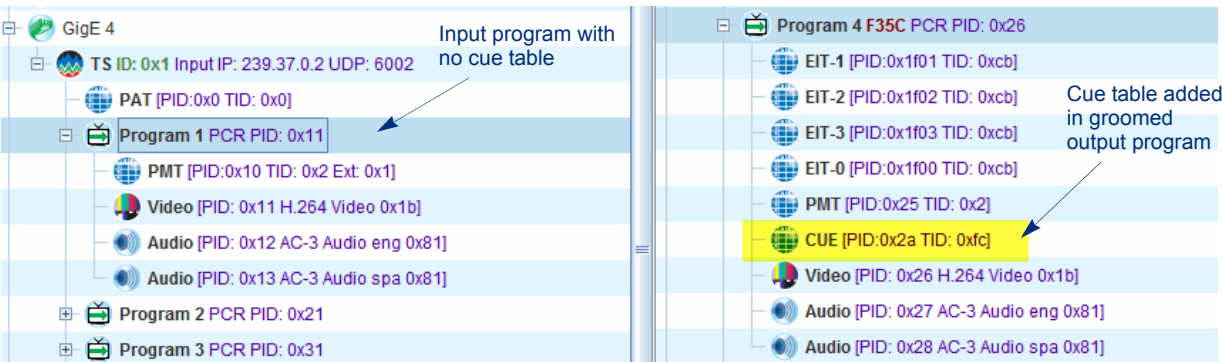 GigE 4
TS ID: 0x1 Input IP: 239.37.0.2 UDP: 6002
PAT [PID:0x0 TID: 0x0]
Program 1 PCR PID: 0x11
PMT [PID:0x10 TID: 0x2 Ext: 0x1]
Video [PID: 0x11 H.264 Video 0x1b]
Audio [PID: 0x12 AC-3 Audio eng 0x81]
Audio [PID: 0x13 AC-3 Audio spa 0x81]
Program 2 PCR PID: 0x21
Program 3 PCR PID: 0x31
Input program with
no cue table
Program 4 F35C PCR PID: 0x26
EIT-1 [PID:0x1f01 TID: 0xcb]
EIT-2 [PID:0x1f02 TID: 0xcb]
EIT-3 [PID:0x1f03 TID: 0xcb]
EIT-0 [PID:0x1f00 TID: 0xcb]
PMT [PID:0x25 TID: 0x2]
CUE [PID:0x2a TID: 0xfc]
Video [PID: 0x26 H.264 Video 0x1b]
Audio [PID: 0x27 AC-3 Audio eng 0x81]
Audio [PID: 0x28 AC-3 Audio spa 0x81]
Cue table added
in groomed
output program